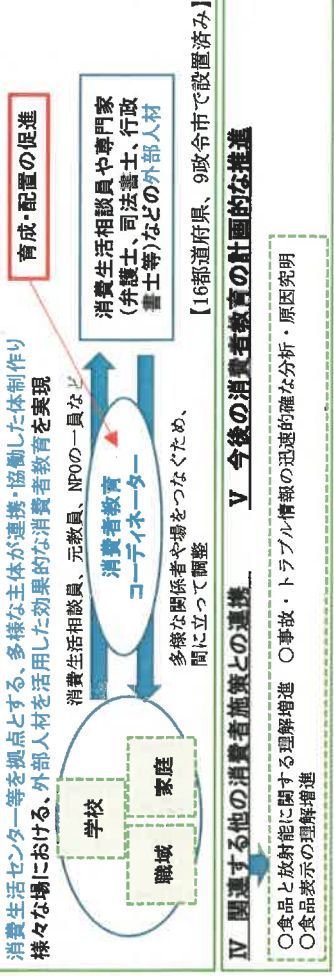 消費生活センター等を拠点とする、多様な主体が連携・協働した体制作り
様々な場における、外部人材を活用した効果的な消費者教育を実現
育成・配置の促進
消費生活相談員、元教員、NPOの一員など
学校
職域
家庭
消費者教育
コーディネーター
消費生活相談員や専門家
(弁護士、司法書士、行政
書士等)などの外部人材
多様な関係者や場をつなぐため、
間に立って調整
【16都道府県、9政令市で設置済み】
Ⅳ 関連する他の消費者施策との連携
Ⅴ 今後の消費者教育の計画的な推進
○食品と放射能に関する理解増進 ○事故・トラブル情報の迅速的確な分析・原因究明
○食品表示の理解増進